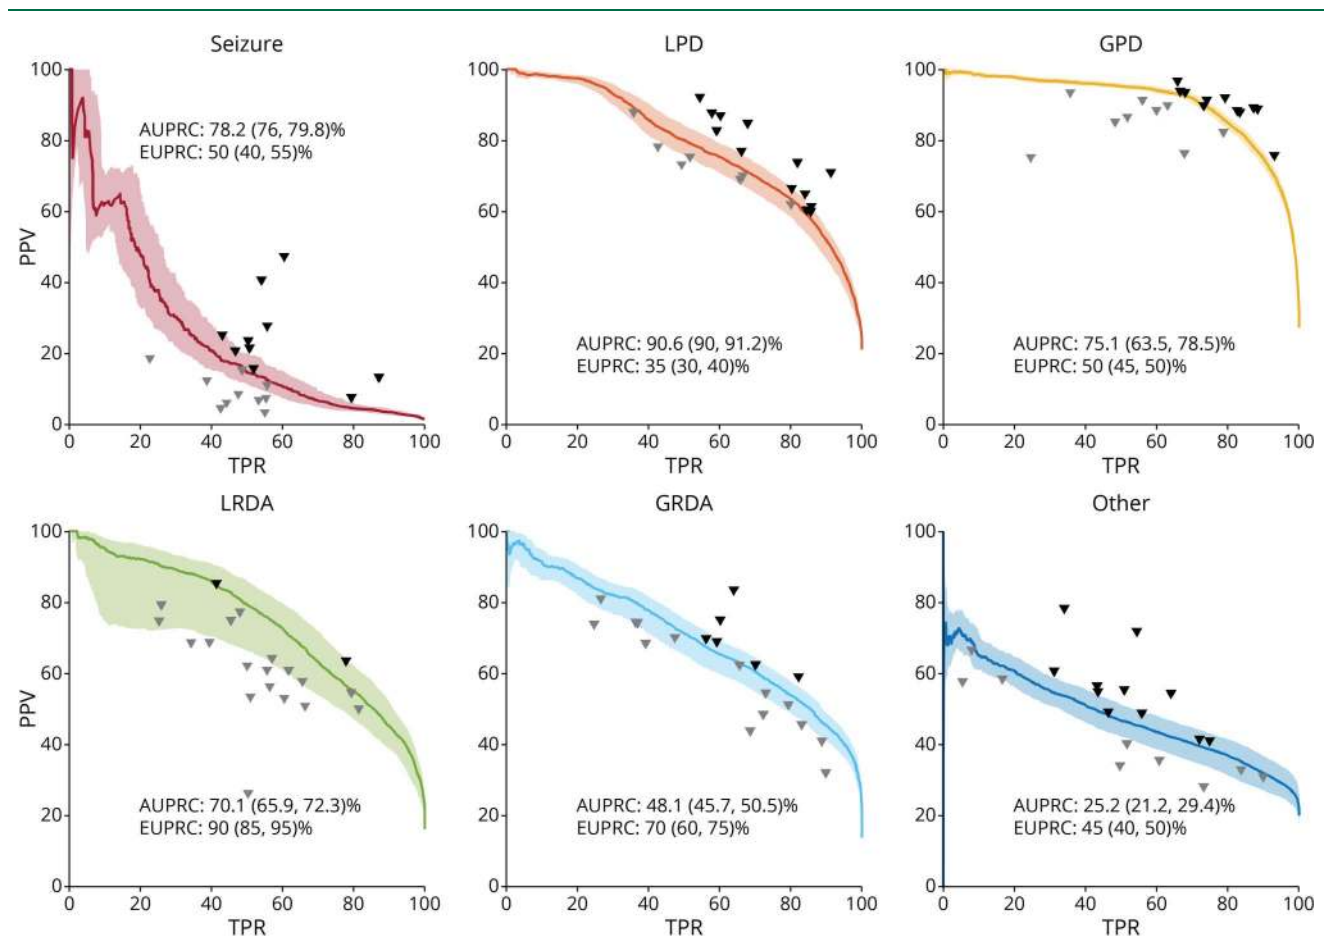 Seizure
LPD
GPD
100
80
60
40
20
0
PPV
AUPRC: 78.2 (76, 79.8)%
EUPRC: 50 (40, 55)%
0 20 40 60 80 100
TPR
100
80
60
40
20
0
AUPRC: 90.6 (90, 91.2)%
EUPRC: 35 (30, 40)%
0 20 40 60 80 100
TPR
100
80
60
40
20
0
AUPRC: 75.1 (63.5, 78.5)%
EUPRC: 50 (45, 50)%
0 20 40 60 80 100
TPR
LRDA
GRDA
Other
100
80
60
40
20
0
PPV
AUPRC: 70.1 (65.9, 72.3)%
EUPRC: 90 (85, 95)%
0 20 40 60 80 100
TPR
100
80
60
40
20
0
AUPRC: 48.1 (45.7, 50.5)%
EUPRC: 70 (60, 75)%
0 20 40 60 80 100
TPR
100
80
60
40
20
0
AUPRC: 25.2 (21.2, 29.4)%
EUPRC: 45 (40, 50)%
0 20 40 60 80 100
TPR